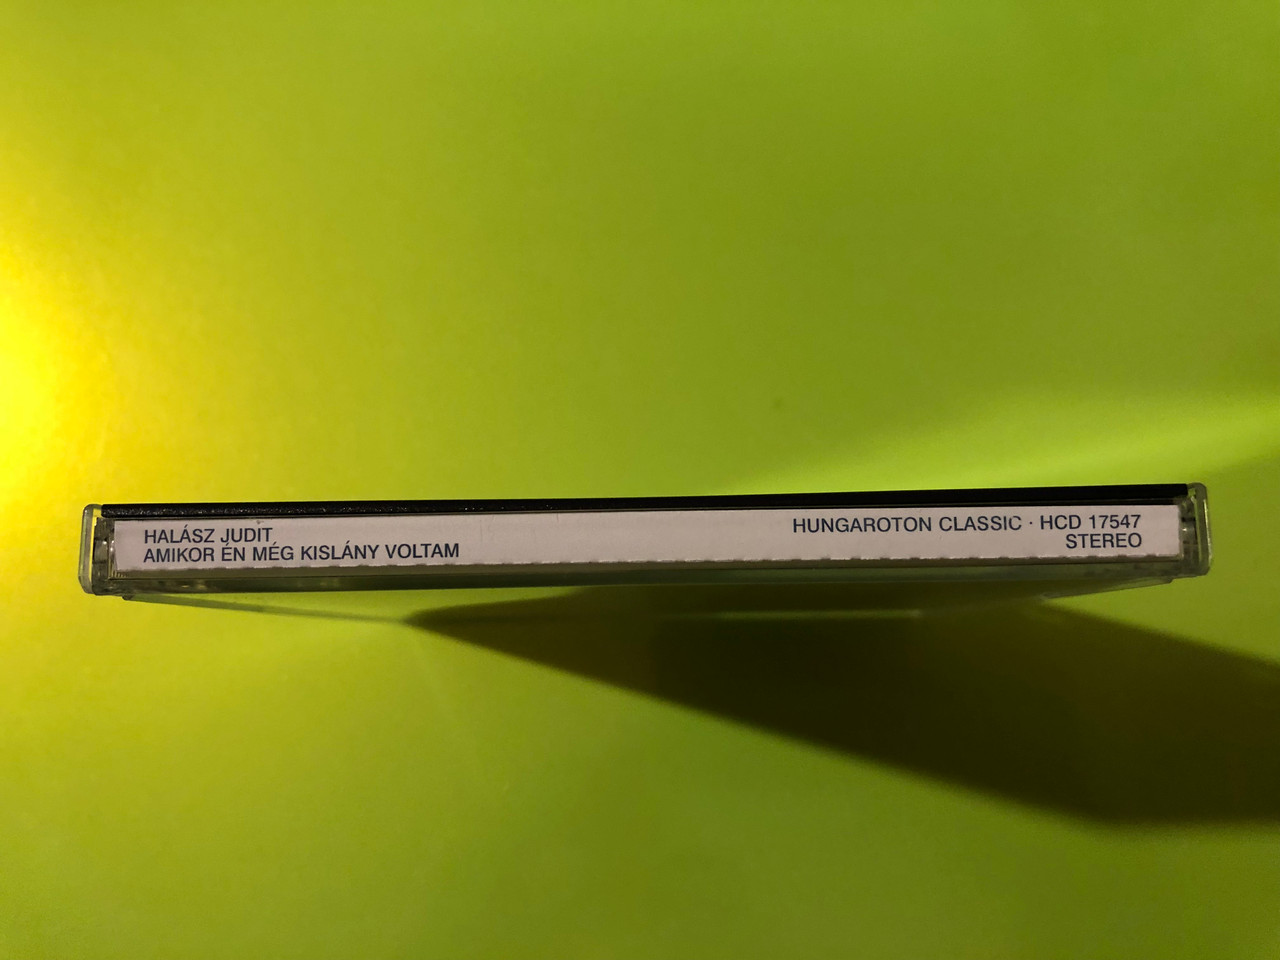 HALÁSZ JUDIT
AMIKOR ÉN MÉG KISLÁNY VOLTAM
HUNGAROTON CLASSIC · HCD 17547
STEREO